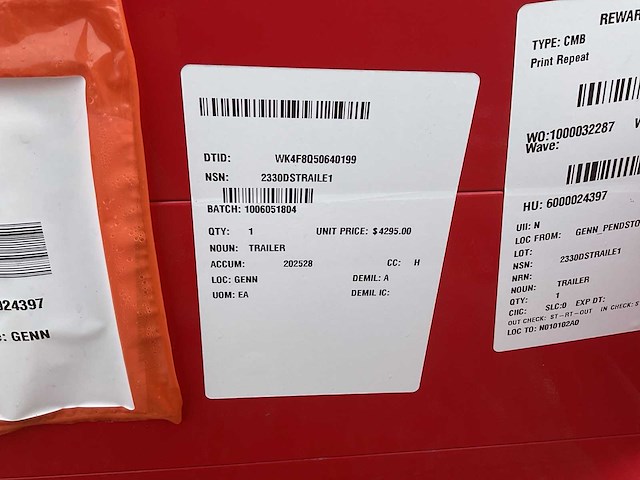 024397
: GENN
DTID: WK4F8Q50640199
NSN: 2330DSTRAILE1
BATCH: 1006051804
QTY: 1 UNIT PRICE: $4295.00
NOUN: TRAILER
ACCUM: 202528 CC: H
LOC: GENN DEMIL: A
UOM: EA DEMIL IC:
REWAR
TYPE: CMB
Print Repeat
WO:1000032287 W
Wave:
HU: 6000024397
UII: N
LOC FROM: GENN_PENDSTO
LOT:
NSN: 2330DSTRAILE1
NRN:
NOUN: TRAILER
QTY: 1
CIIC: SLC:0 EXP DT:
OUT CHECK: ST-RT-OUT IN CHECK: S
LOC TO: N010102A0